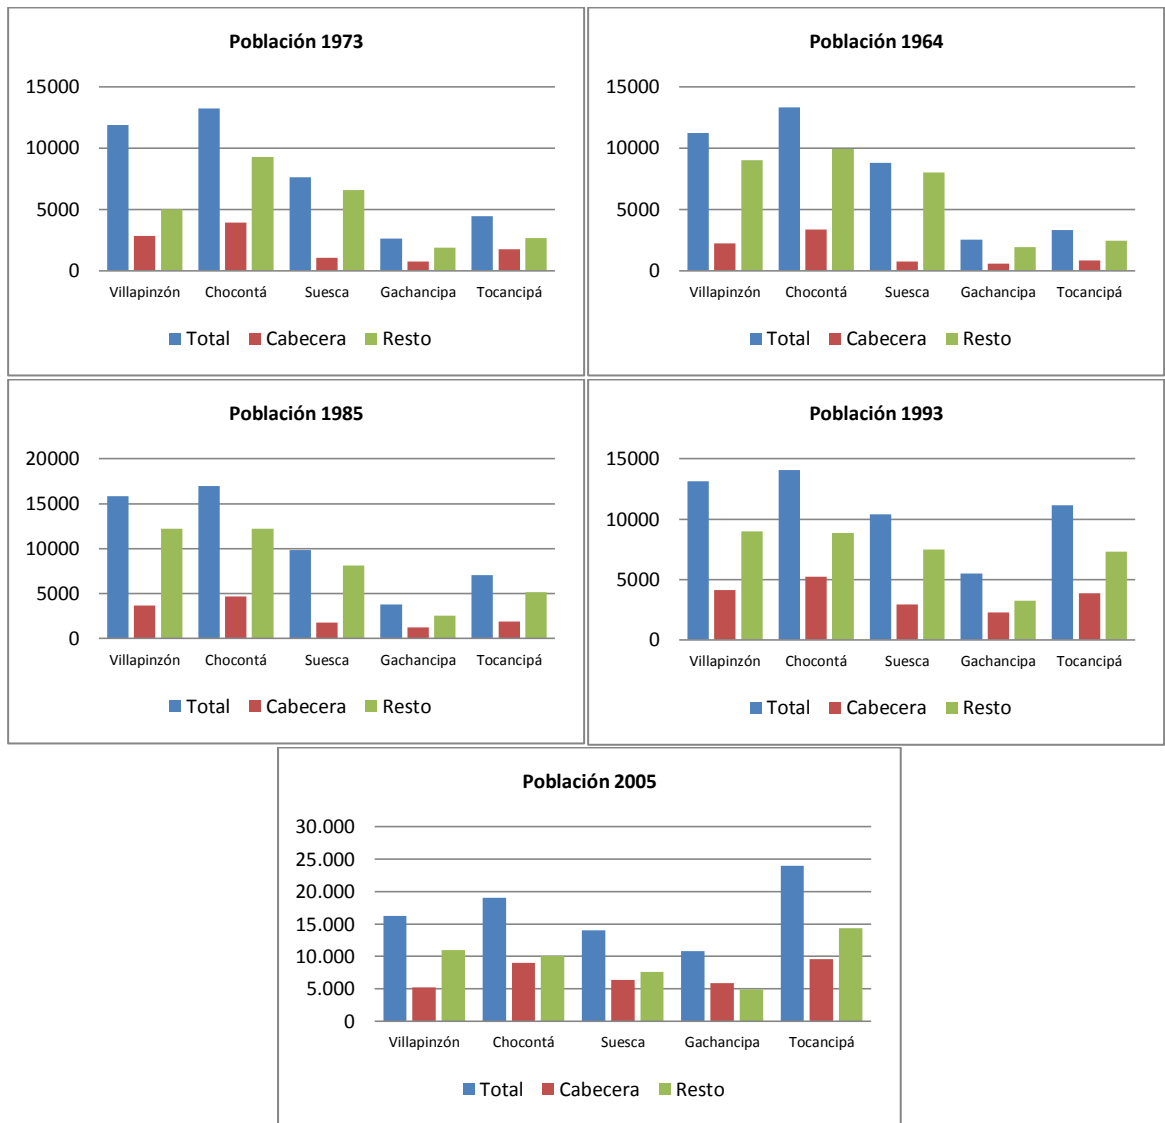 Población 1973
15000
10000
5000
0
Villapinzón Chocontá Suesca Gachancipa Tocancipá
Total Cabecera Resto
Población 1964
15000
10000
5000
0
Villapinzón Chocontá Suesca Gachancipa Tocancipá
Total Cabecera Resto
Población 1985
20000
15000
10000
5000
0
Villapinzón Chocontá Suesca Gachancipa Tocancipá
Total Cabecera Resto
Población 1993
15000
10000
5000
0
Villapinzón Chocontá Suesca Gachancipa Tocancipá
Total Cabecera Resto
Población 2005
30.000
25.000
20.000
15.000
10.000
5.000
0
Villapinzón Chocontá Suesca Gachancipa Tocancipá
Total Cabecera Resto